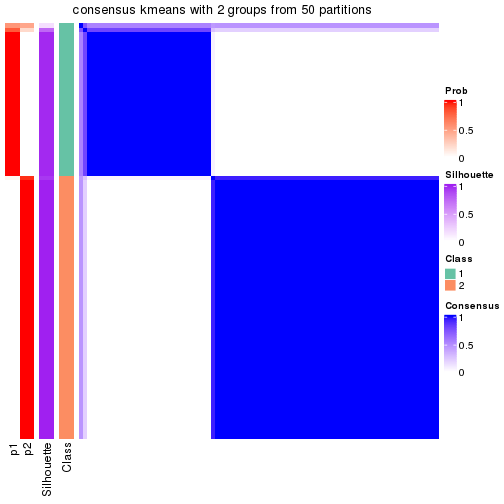 consensus kmeans with 2 groups from 50 partitions
Prob
1
0.5
0
Silhouette
1
0.5
0
Class
1
2
Consensus
1
0.5
0
p1
p2
Silhouette
Class